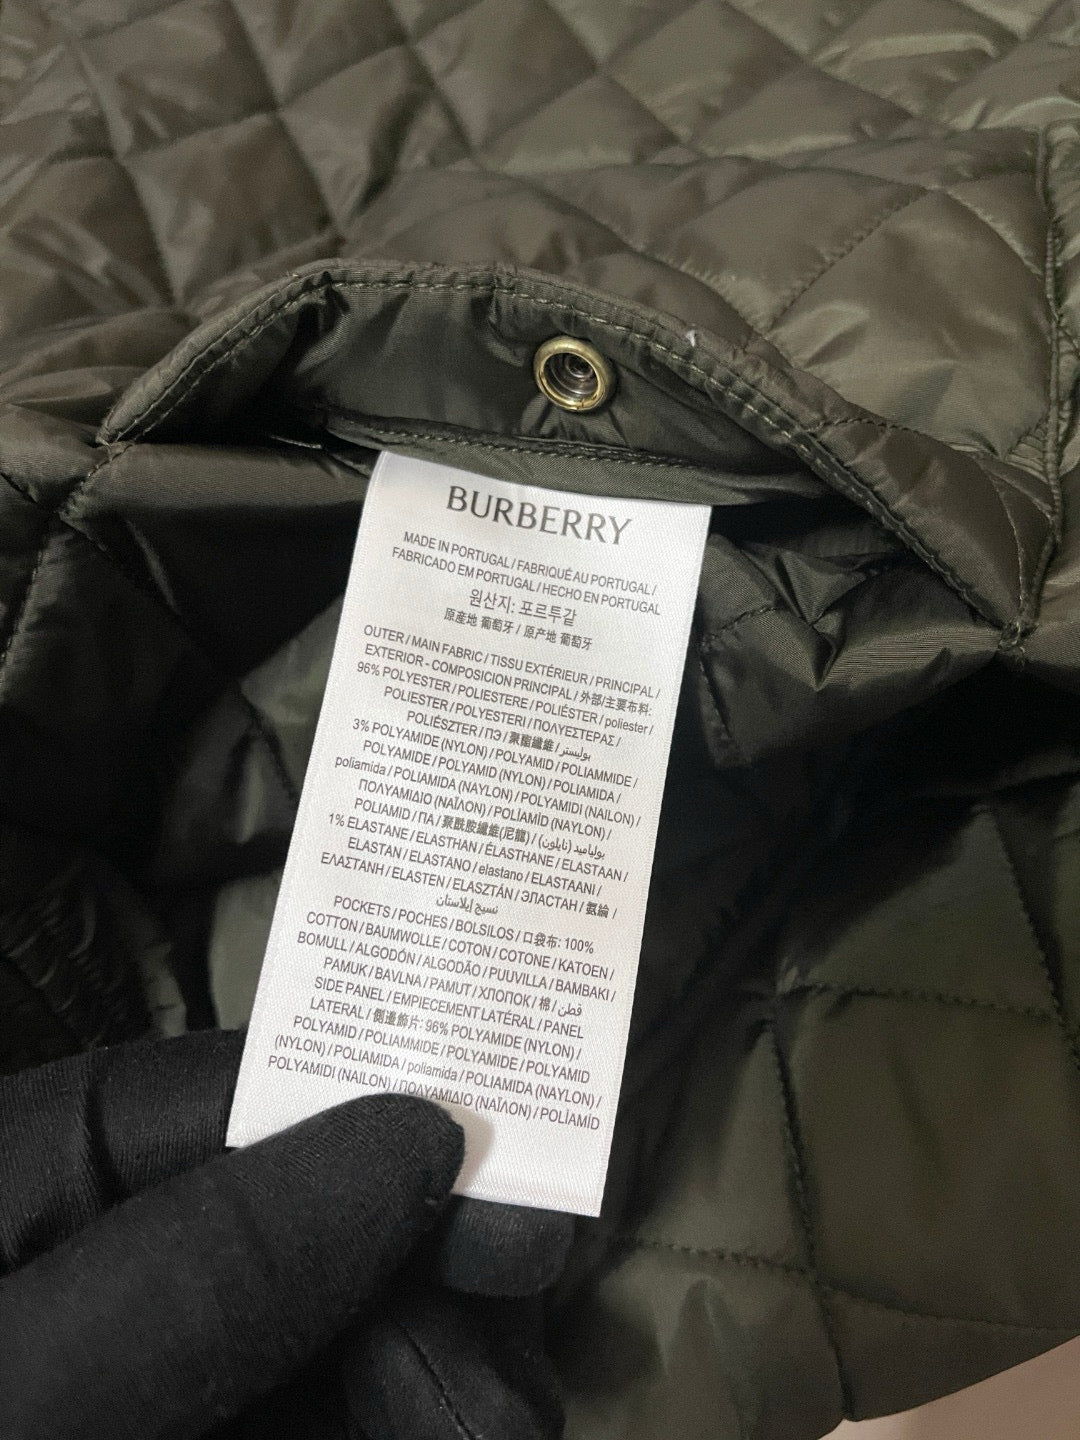 BURBERRY
MADE IN PORTUGAL / FABRIQUÉ AU PORTUGAL /
FABRICADO EM PORTUGAL / HECHO EN PORTUGAL
원산지: 포르투갈
原産地 葡萄牙 / 原产地 葡萄牙
OUTER / MAIN FABRIC / TISSU EXTÉRIEUR / PRINCIPAL /
EXTERIOR - COMPOSICION PRINCIPAL / 外部/主要布料:
96% POLYESTER / POLIESTERE / POLIÉSTER / poliester /
POLIESTER / POLYESTERI / ΠΟΛΥΕΣΤΕΡΑΣ /
POLIÉSZTER / ПЭ / 聚酯纖維 / بوليستر /
3% POLYAMIDE (NYLON) / POLYAMID / POLIAMMIDE /
POLYAMIDE / POLYAMID (NYLON) / POLIAMIDA /
poliamida / POLIAMIDA (NAYLON) / POLYAMIDI (NAILON) /
ΠΟΛΥΑΜΙΔΙΟ (ΝΑΪΛΟΝ) / POLİAMİD (NAYLON) /
POLIAMID / ПА / 聚酰胺纖維(尼龍) / بولياميد (نايلون) /
1% ELASTANE / ELASTHAN / ÉLASTHANE / ELASTAAN /
ELASTAN / ELASTANO / elastano / ELASTAANI /
ΕΛΑΣΤΑΝΗ / ELASTEN / ELASZTÁN / ЭЛАСТАН / 氨綸 /
نسيج إيلاستان
POCKETS / POCHES / BOLSILOS / 口袋布: 100%
COTTON / BAUMWOLLE / COTON / COTONE / KATOEN /
BOMULL / ALGODÓN / ALGODÃO / PUUVILLA / BAMBAKI /
PAMUK / BAVLNA / PAMUT / ХЛОПОК / 棉 / قطن /
SIDE PANEL / EMPIECEMENT LATÉRAL / PANEL
LATERAL / 側邊飾片: 96% POLYAMIDE (NYLON) /
POLYAMID / POLIAMMIDE / POLYAMIDE / POLYAMID
(NYLON) / POLIAMIDA / poliamida / POLIAMIDA (NAYLON) /
POLYAMIDI (NAILON) / ΠΟΛΥΑΜΙΔΙΟ (ΝΑΪΛΟΝ) / POLİAMİD